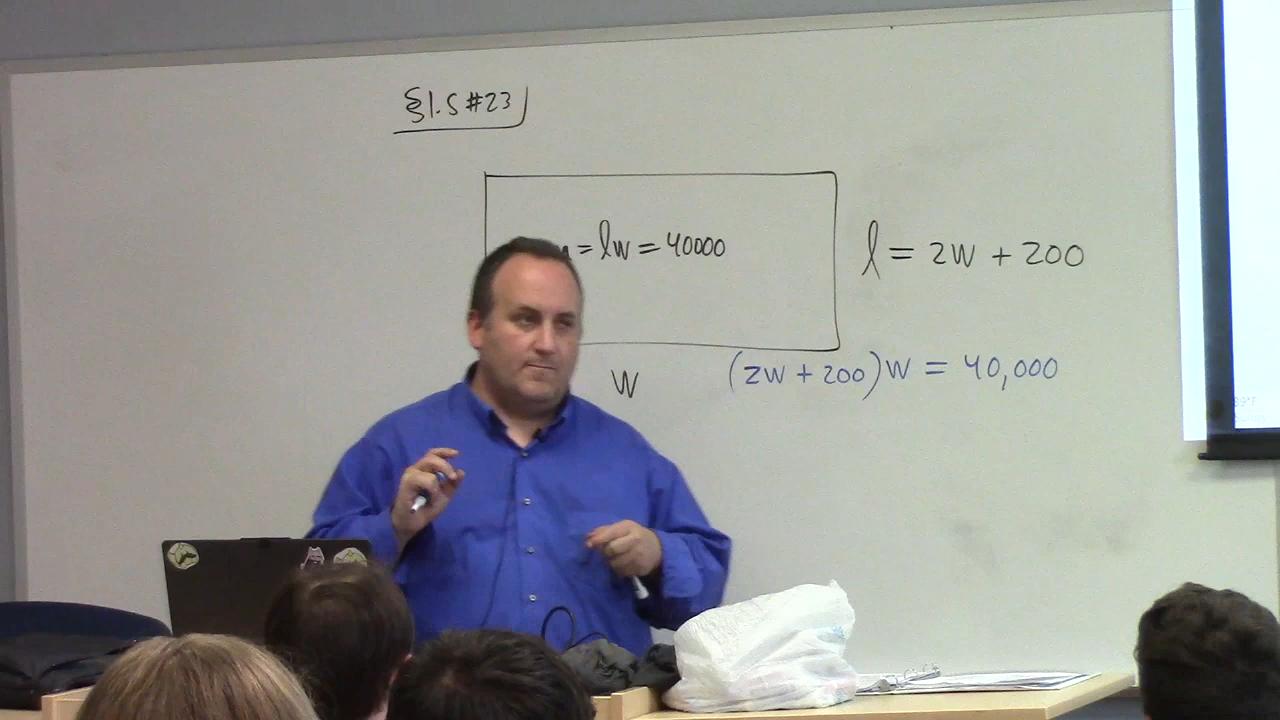 §1.5 #23
= lw = 40000
l = 2w + 200
w
(2w + 200)w = 40,000